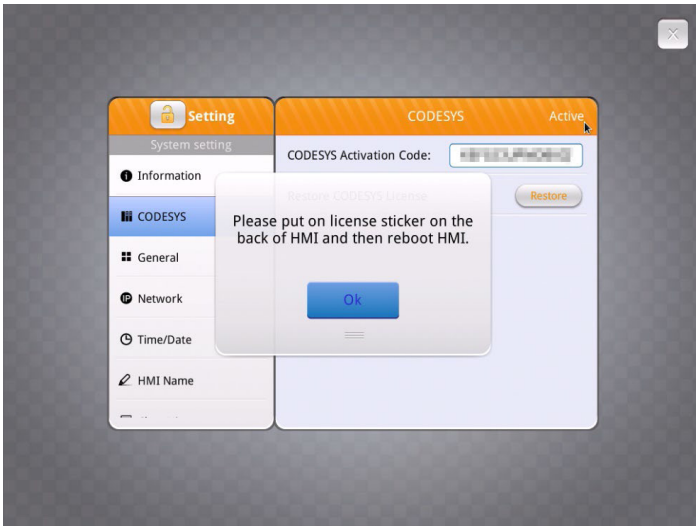 Setting
CODESYS
Active
System setting
CODESYS Activation Code:
Information
Restore CODESYS License
Restore
CODESYS
Please put on license sticker on the
back of HMI and then reboot HMI.
General
Ok
IP Network
Time/Date
HMI Name